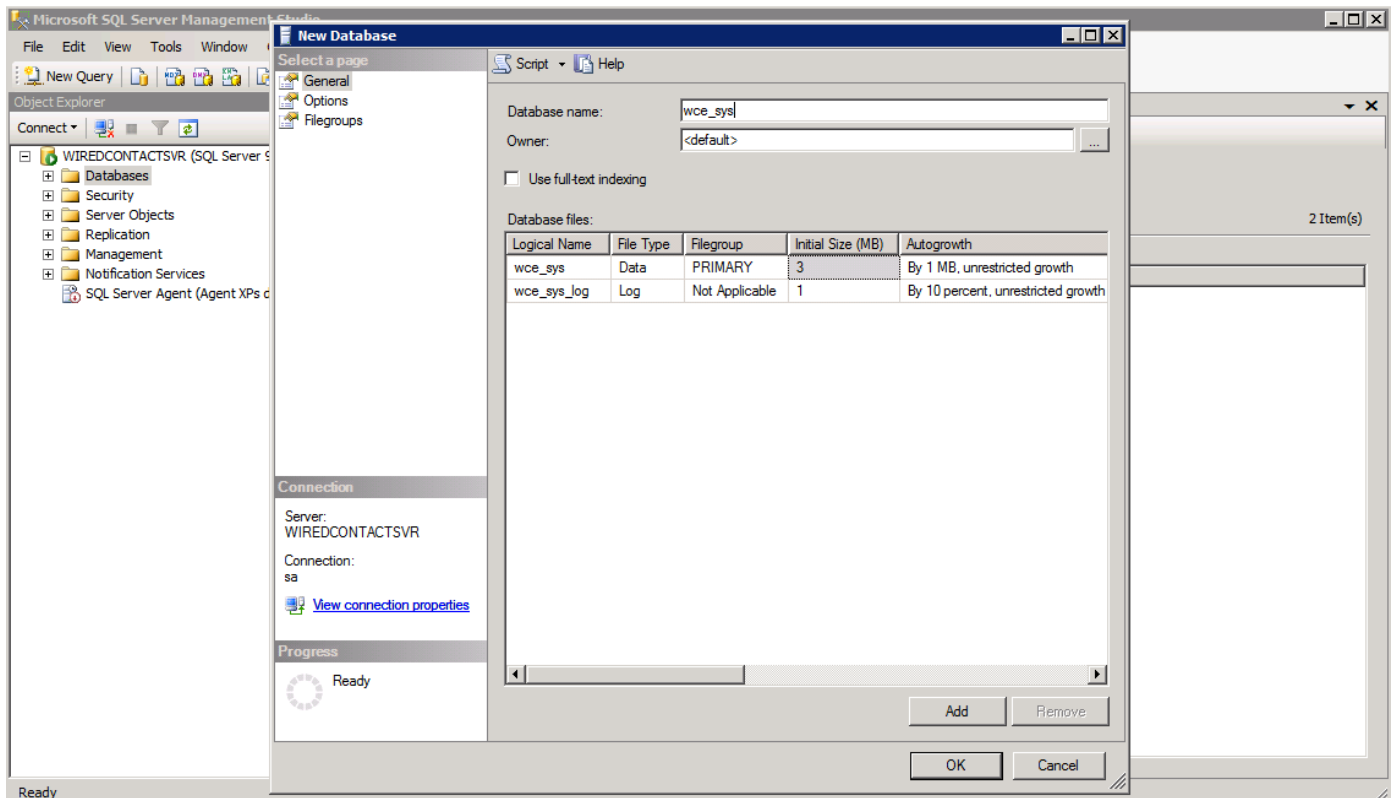 Microsoft SQL Server Management Studio
File Edit View Tools Window
New Query
Object Explorer
Connect
WIREDCONTACTSVR (SQL Server 9
Databases
Security
Server Objects
Replication
Management
Notification Services
SQL Server Agent (Agent XPs d
Ready
New Database
Select a page
General
Options
Filegroups
Connection
Server:
WIREDCONTACTSVR
Connection:
sa
View connection properties
Progress
Ready
Script Help
Database name: wce_sys
Owner: <default>
...
Use full-text indexing
Database files:
Logical Name File Type Filegroup Initial Size (MB) Autogrowth
wce_sys Data PRIMARY 3 By 1 MB, unrestricted growth
wce_sys_log Log Not Applicable 1 By 10 percent, unrestricted growth
Add Remove
OK Cancel
2 Item(s)